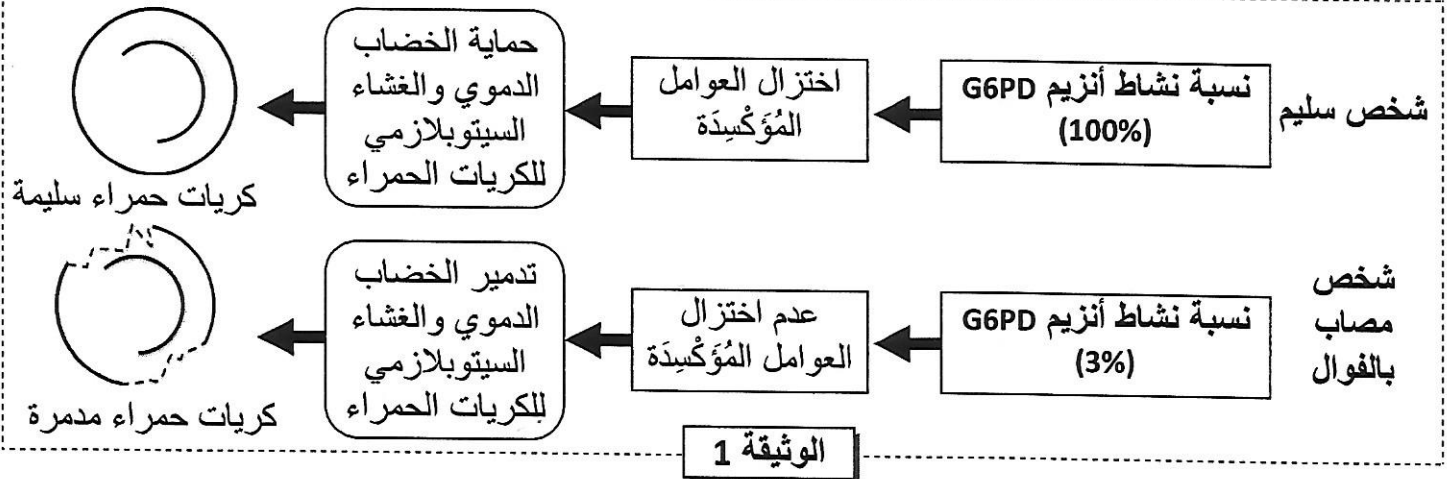 شخص سليم
نسبة نشاط أنزيم G6PD
(100%)
اختزال العوامل
المُؤَكْسِدَة
حماية الخضاب
الدموي والغشاء
السيتوبلازمي
للكريات الحمراء
كريات حمراء سليمة
شخص
مصاب
بالفوال
نسبة نشاط أنزيم G6PD
(3%)
عدم اختزال
العوامل المُؤَكْسِدَة
تدمير الخضاب
الدموي والغشاء
السيتوبلازمي
للكريات الحمراء
كريات حمراء مدمرة
الوثيقة 1